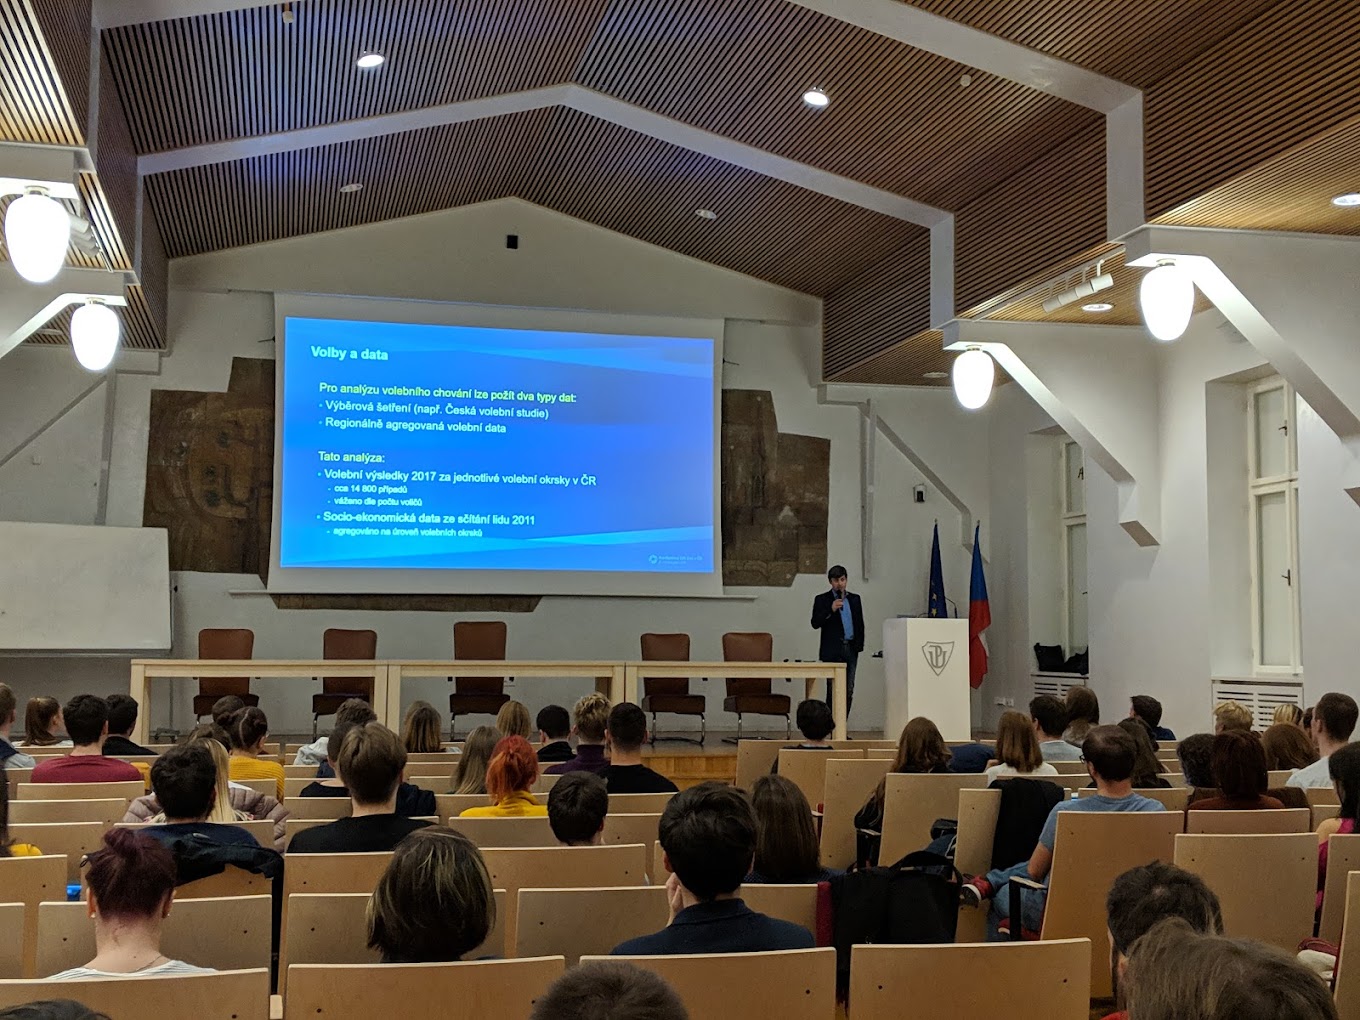 Volby a data
Pro analýzu volebního chování lze požít dva typy dat:
• Výběrová šetření (např. Česká volební studie)
• Regionálně agregovaná volební data
Tato analýza:
• Volební výsledky 2017 za jednotlivé volební okrsky v ČR
- cca 14 800 případů
- váženo dle počtu voličů
• Socio-ekonomická data ze sčítání lidu 2011
- agregováno na úroveň volebních okrsků